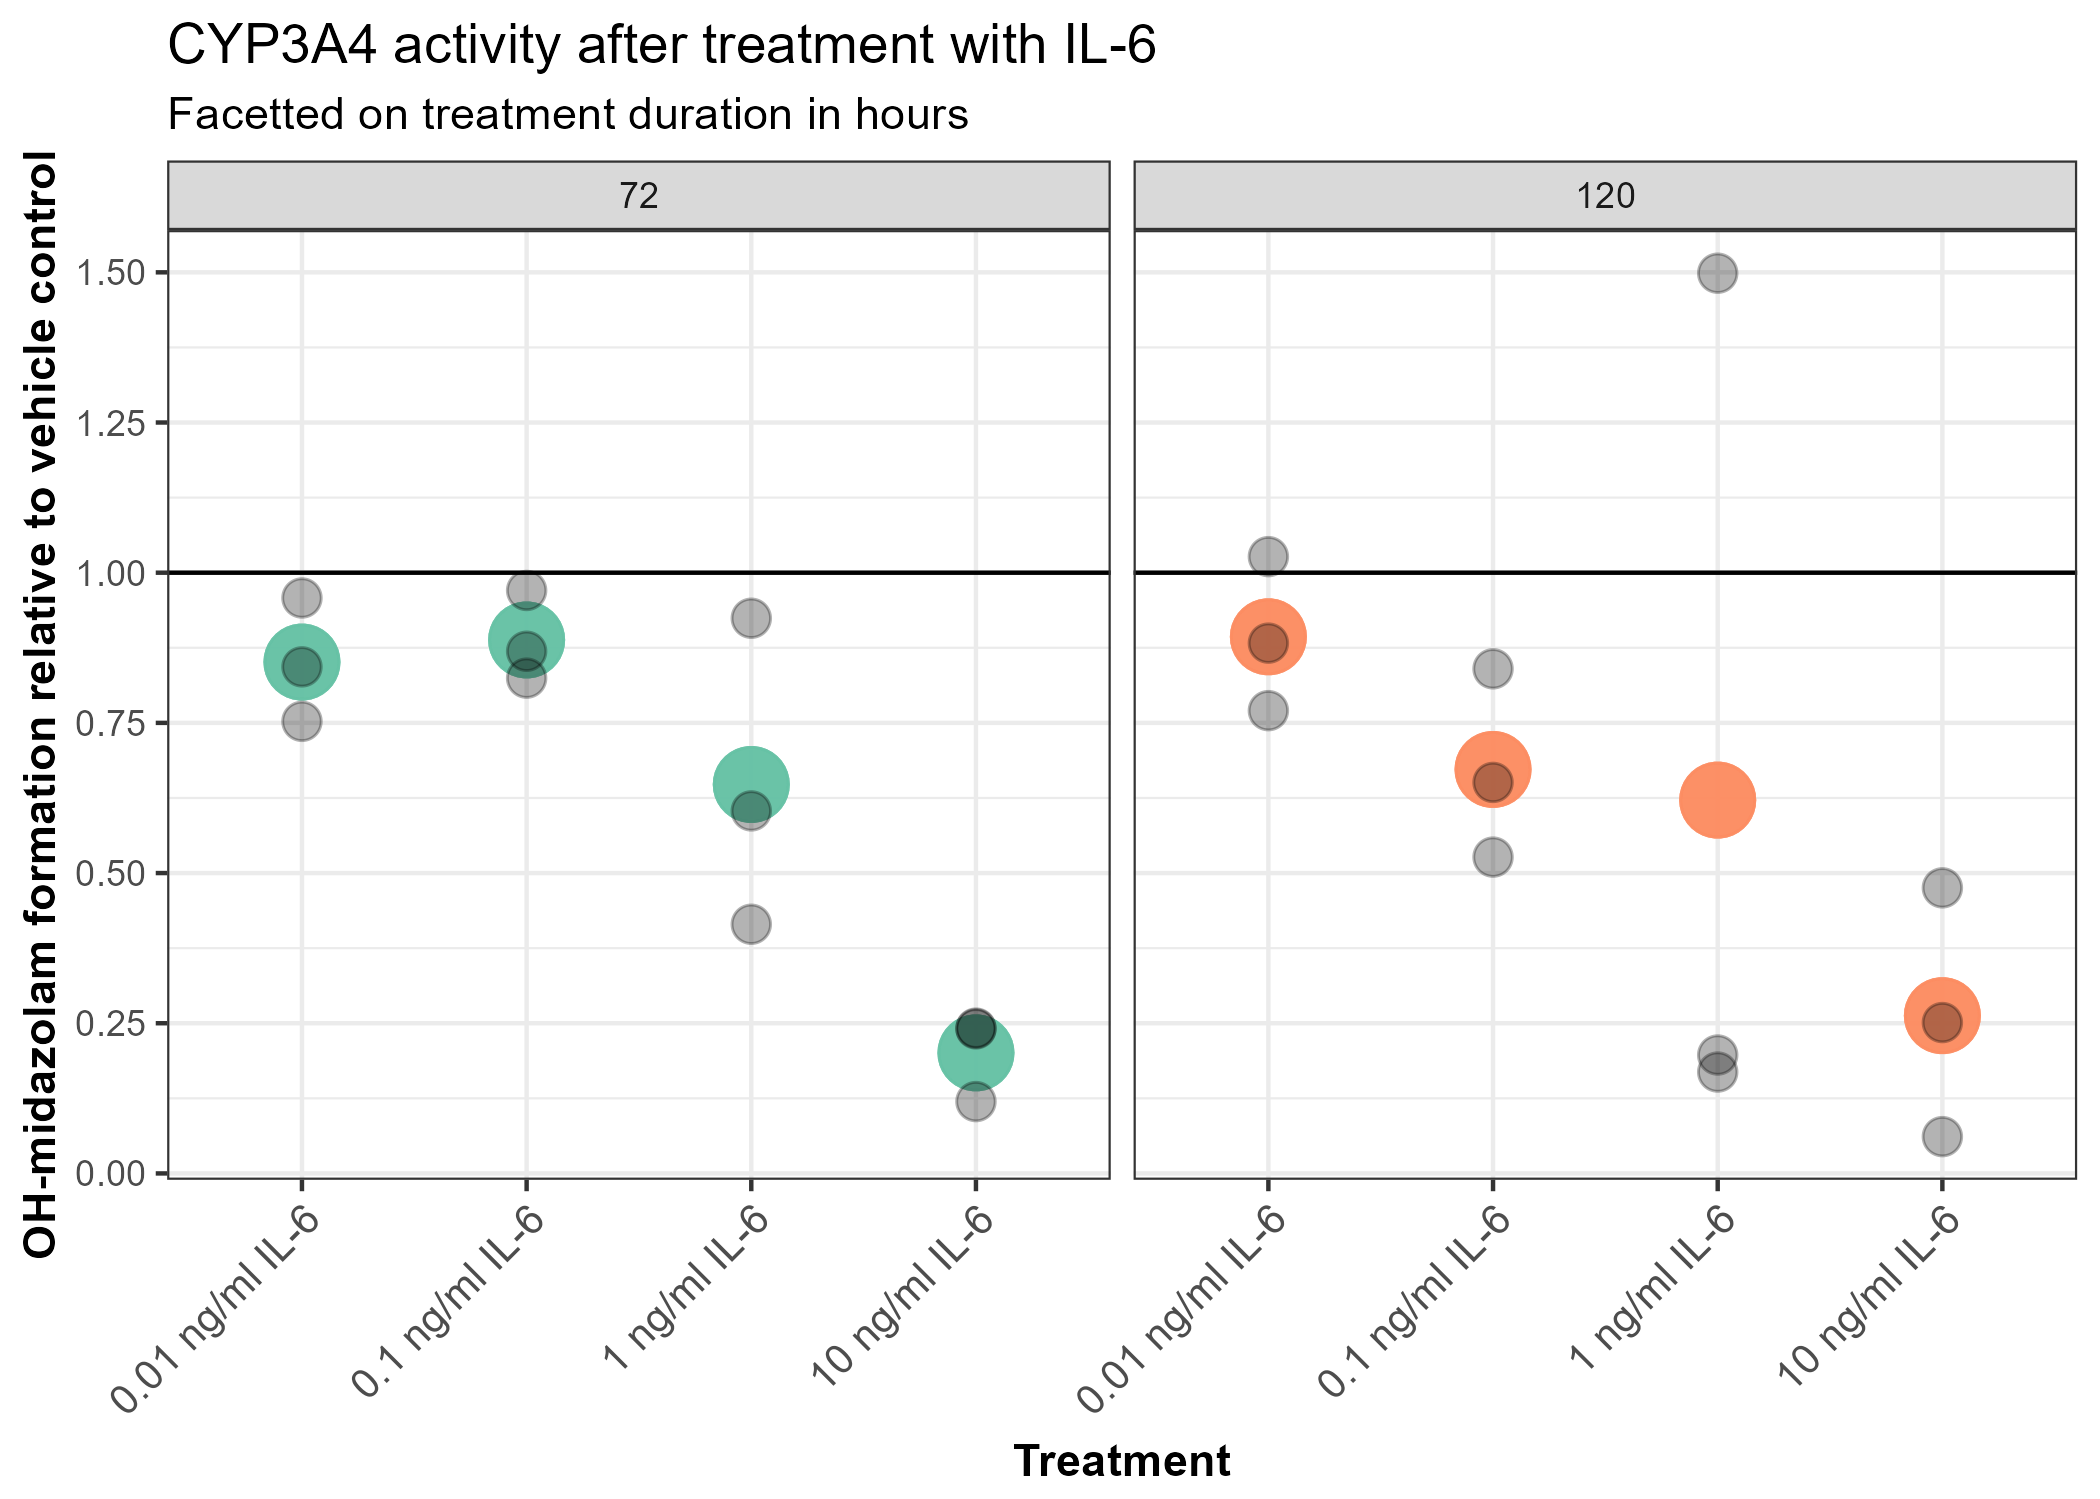 CYP3A4 activity after treatment with IL-6
Facetted on treatment duration in hours
OH-midazolam formation relative to vehicle control
72
120
1.50
1.25
1.00
0.75
0.50
0.25
0.00
0.01 ng/ml IL-6
0.1 ng/ml IL-6
1 ng/ml IL-6
10 ng/ml IL-6
0.01 ng/ml IL-6
0.1 ng/ml IL-6
1 ng/ml IL-6
10 ng/ml IL-6
Treatment